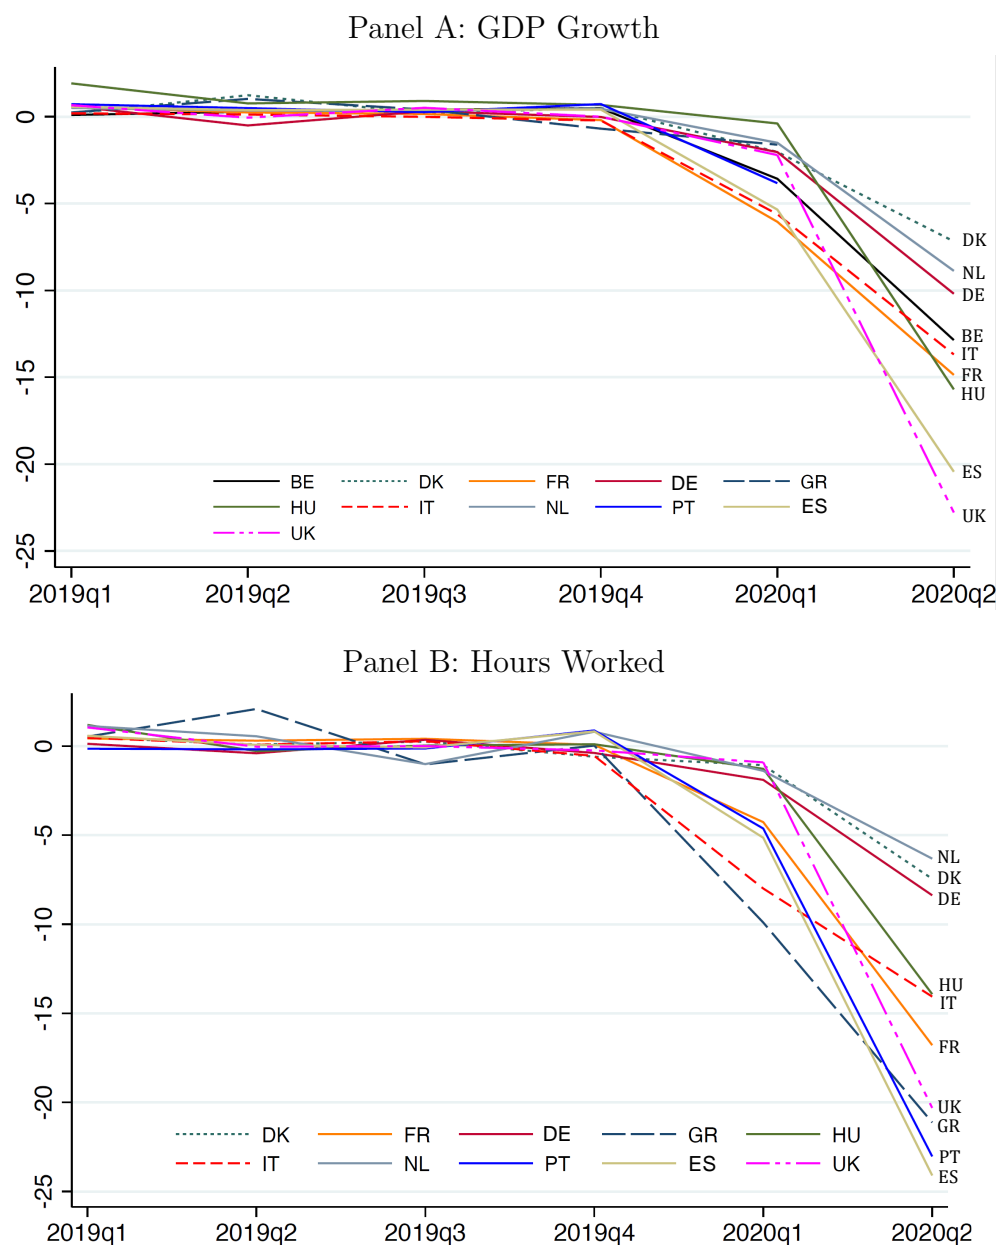 Panel A: GDP Growth
0
-5
-10
-15
-20
-25
DK
NL
DE
BE
IT
FR
HU
ES
UK
BE DK FR DE GR
HU IT NL PT ES
UK
2019q1 2019q2 2019q3 2019q4 2020q1 2020q2
Panel B: Hours Worked
0
-5
-10
-15
-20
-25
NL
DK
DE
HU
IT
FR
UK
GR
PT
ES
DK FR DE GR HU
IT NL PT ES UK
2019q1 2019q2 2019q3 2019q4 2020q1 2020q2